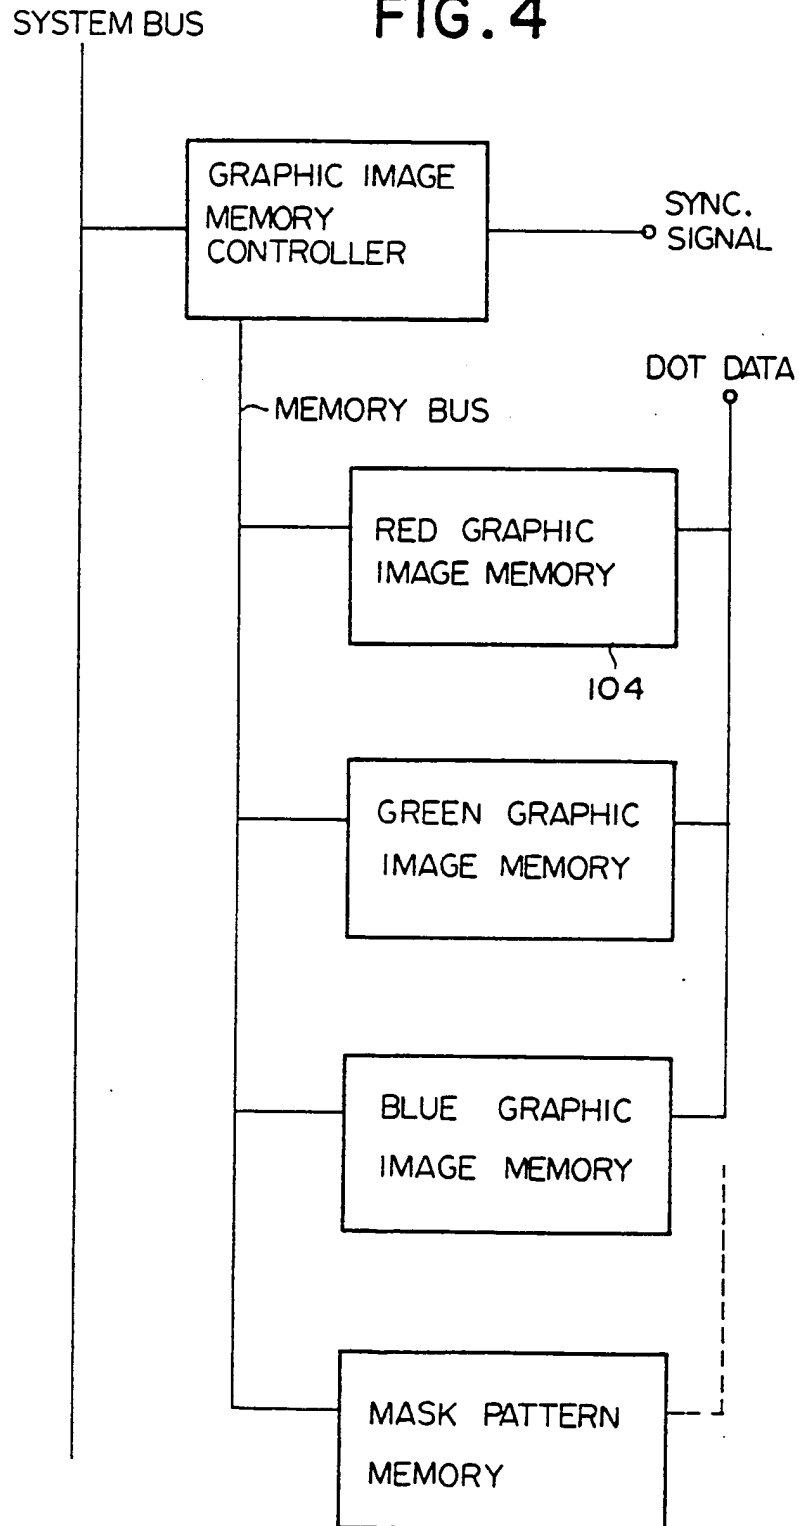 SYSTEM BUS
FIG. 4
GRAPHIC IMAGE
MEMORY
CONTROLLER
SYNC.
SIGNAL
DOT DATA
MEMORY BUS
RED GRAPHIC
IMAGE MEMORY
104
GREEN GRAPHIC
IMAGE MEMORY
BLUE GRAPHIC
IMAGE MEMORY
MASK PATTERN
MEMORY